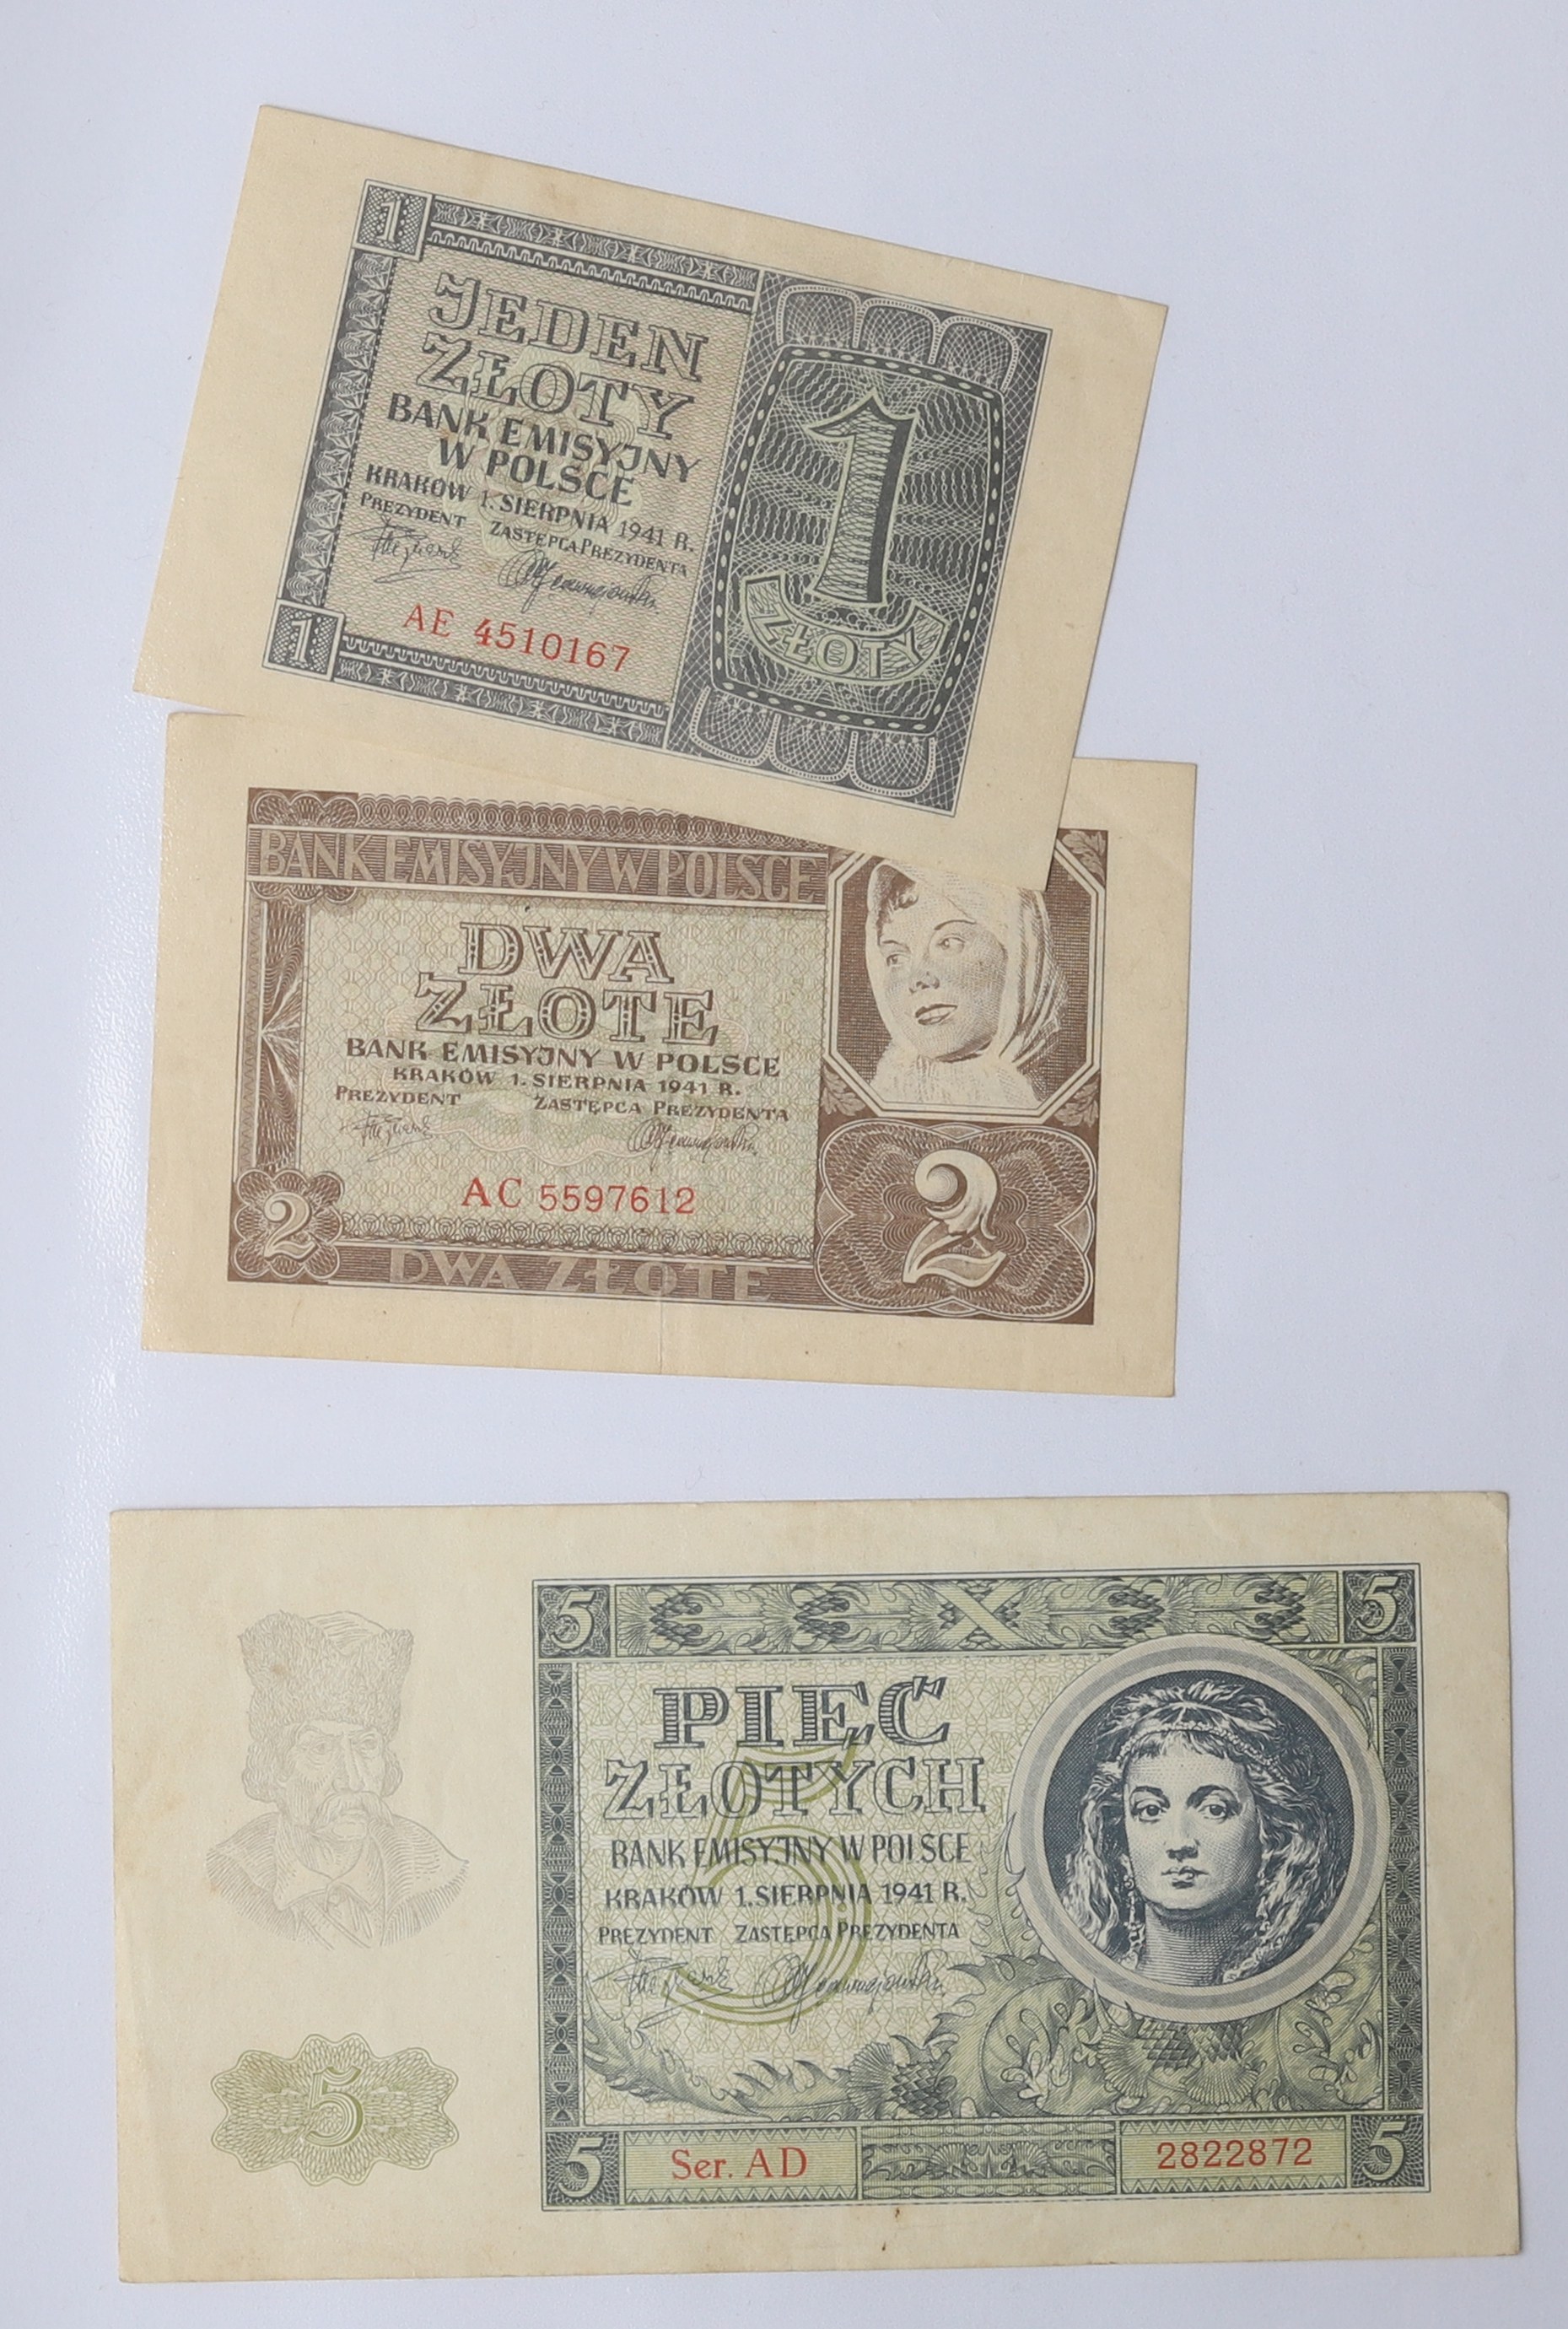 1
JEDEN
ZŁOTY
BANK EMISYJNY
W POLSCE
KRAKÓW 1. SIERPNIA 1941 R.
PREZYDENT ZASTĘPCA PREZYDENTA
AE 4510167
1
1
ZŁOTY
BANK EMISYJNY W POLSCE
DWA
ZŁOTE
BANK EMISYJNY W POLSCE
KRAKÓW 1. SIERPNIA 1941 R.
PREZYDENT ZASTĘPCA PREZYDENTA
AC 5597612
2
DWA ZŁOTE
2
5
5
PIĘĆ
ZŁOTYCH
5
BANK EMISYJNY W POLSCE
KRAKÓW 1. SIERPNIA 1941 R.
PREZYDENT ZASTĘPCA PREZYDENTA
5
5
Ser. AD
2822872
5